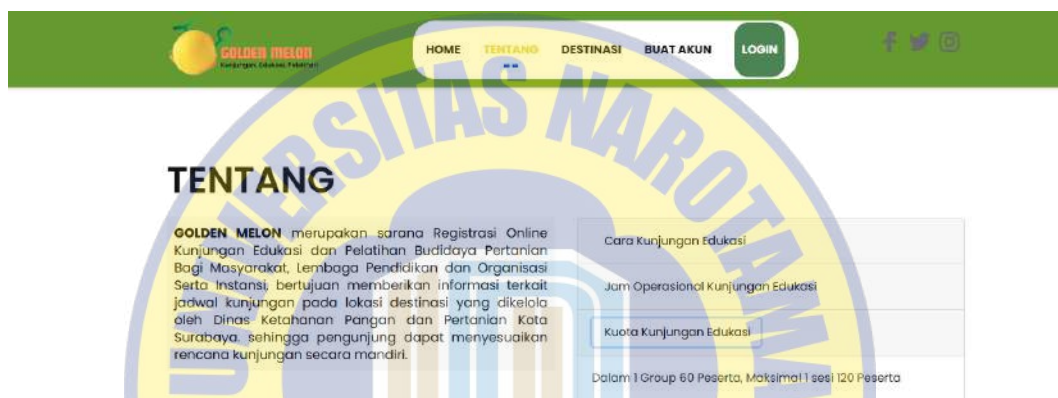 GOLDEN MELON
Kunjungan, Edukasi, Pelatihan
HOME TENTANG DESTINASI BUAT AKUN LOGIN
UNIVERSITAS NAROTAMA
TENTANG
GOLDEN MELON merupakan sarana Registrasi Online
Kunjungan Edukasi dan Pelatihan Budidaya Pertanian
Bagi Masyarakat, Lembaga Pendidikan dan Organisasi
Serta Instansi, bertujuan memberikan informasi terkait
jadwal kunjungan pada lokasi destinasi yang dikelola
oleh Dinas Ketahanan Pangan dan Pertanian Kota
Surabaya. sehingga pengunjung dapat menyesuaikan
rencana kunjungan secara mandiri.
Cara Kunjungan Edukasi
Jam Operasional Kunjungan Edukasi
Kuota Kunjungan Edukasi
Dalam 1 Group 60 Peserta, Maksimal 1 sesi 120 Peserta